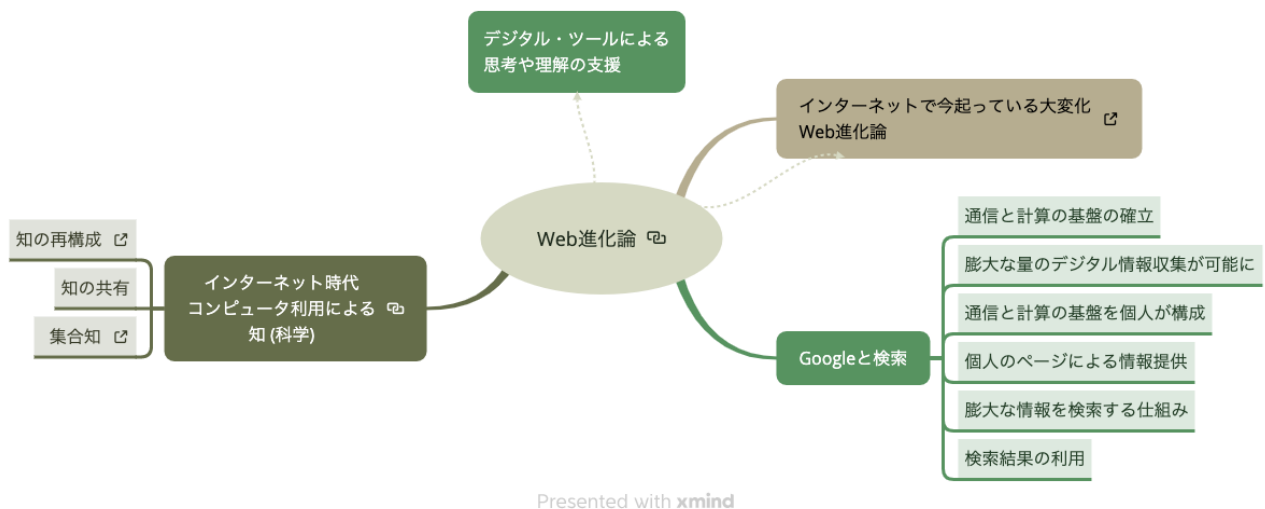 デジタル・ツールによる
思考や理解の支援
インターネットで今起っている大変化
Web進化論
Web進化論
通信と計算の基盤の確立
膨大な量のデジタル情報収集が可能に
通信と計算の基盤を個人が構成
個人のページによる情報提供
膨大な情報を検索する仕組み
検索結果の利用
Googleと検索
知の再構成
知の共有
集合知
インターネット時代
コンピュータ利用による
知 (科学)
Presented with xmind